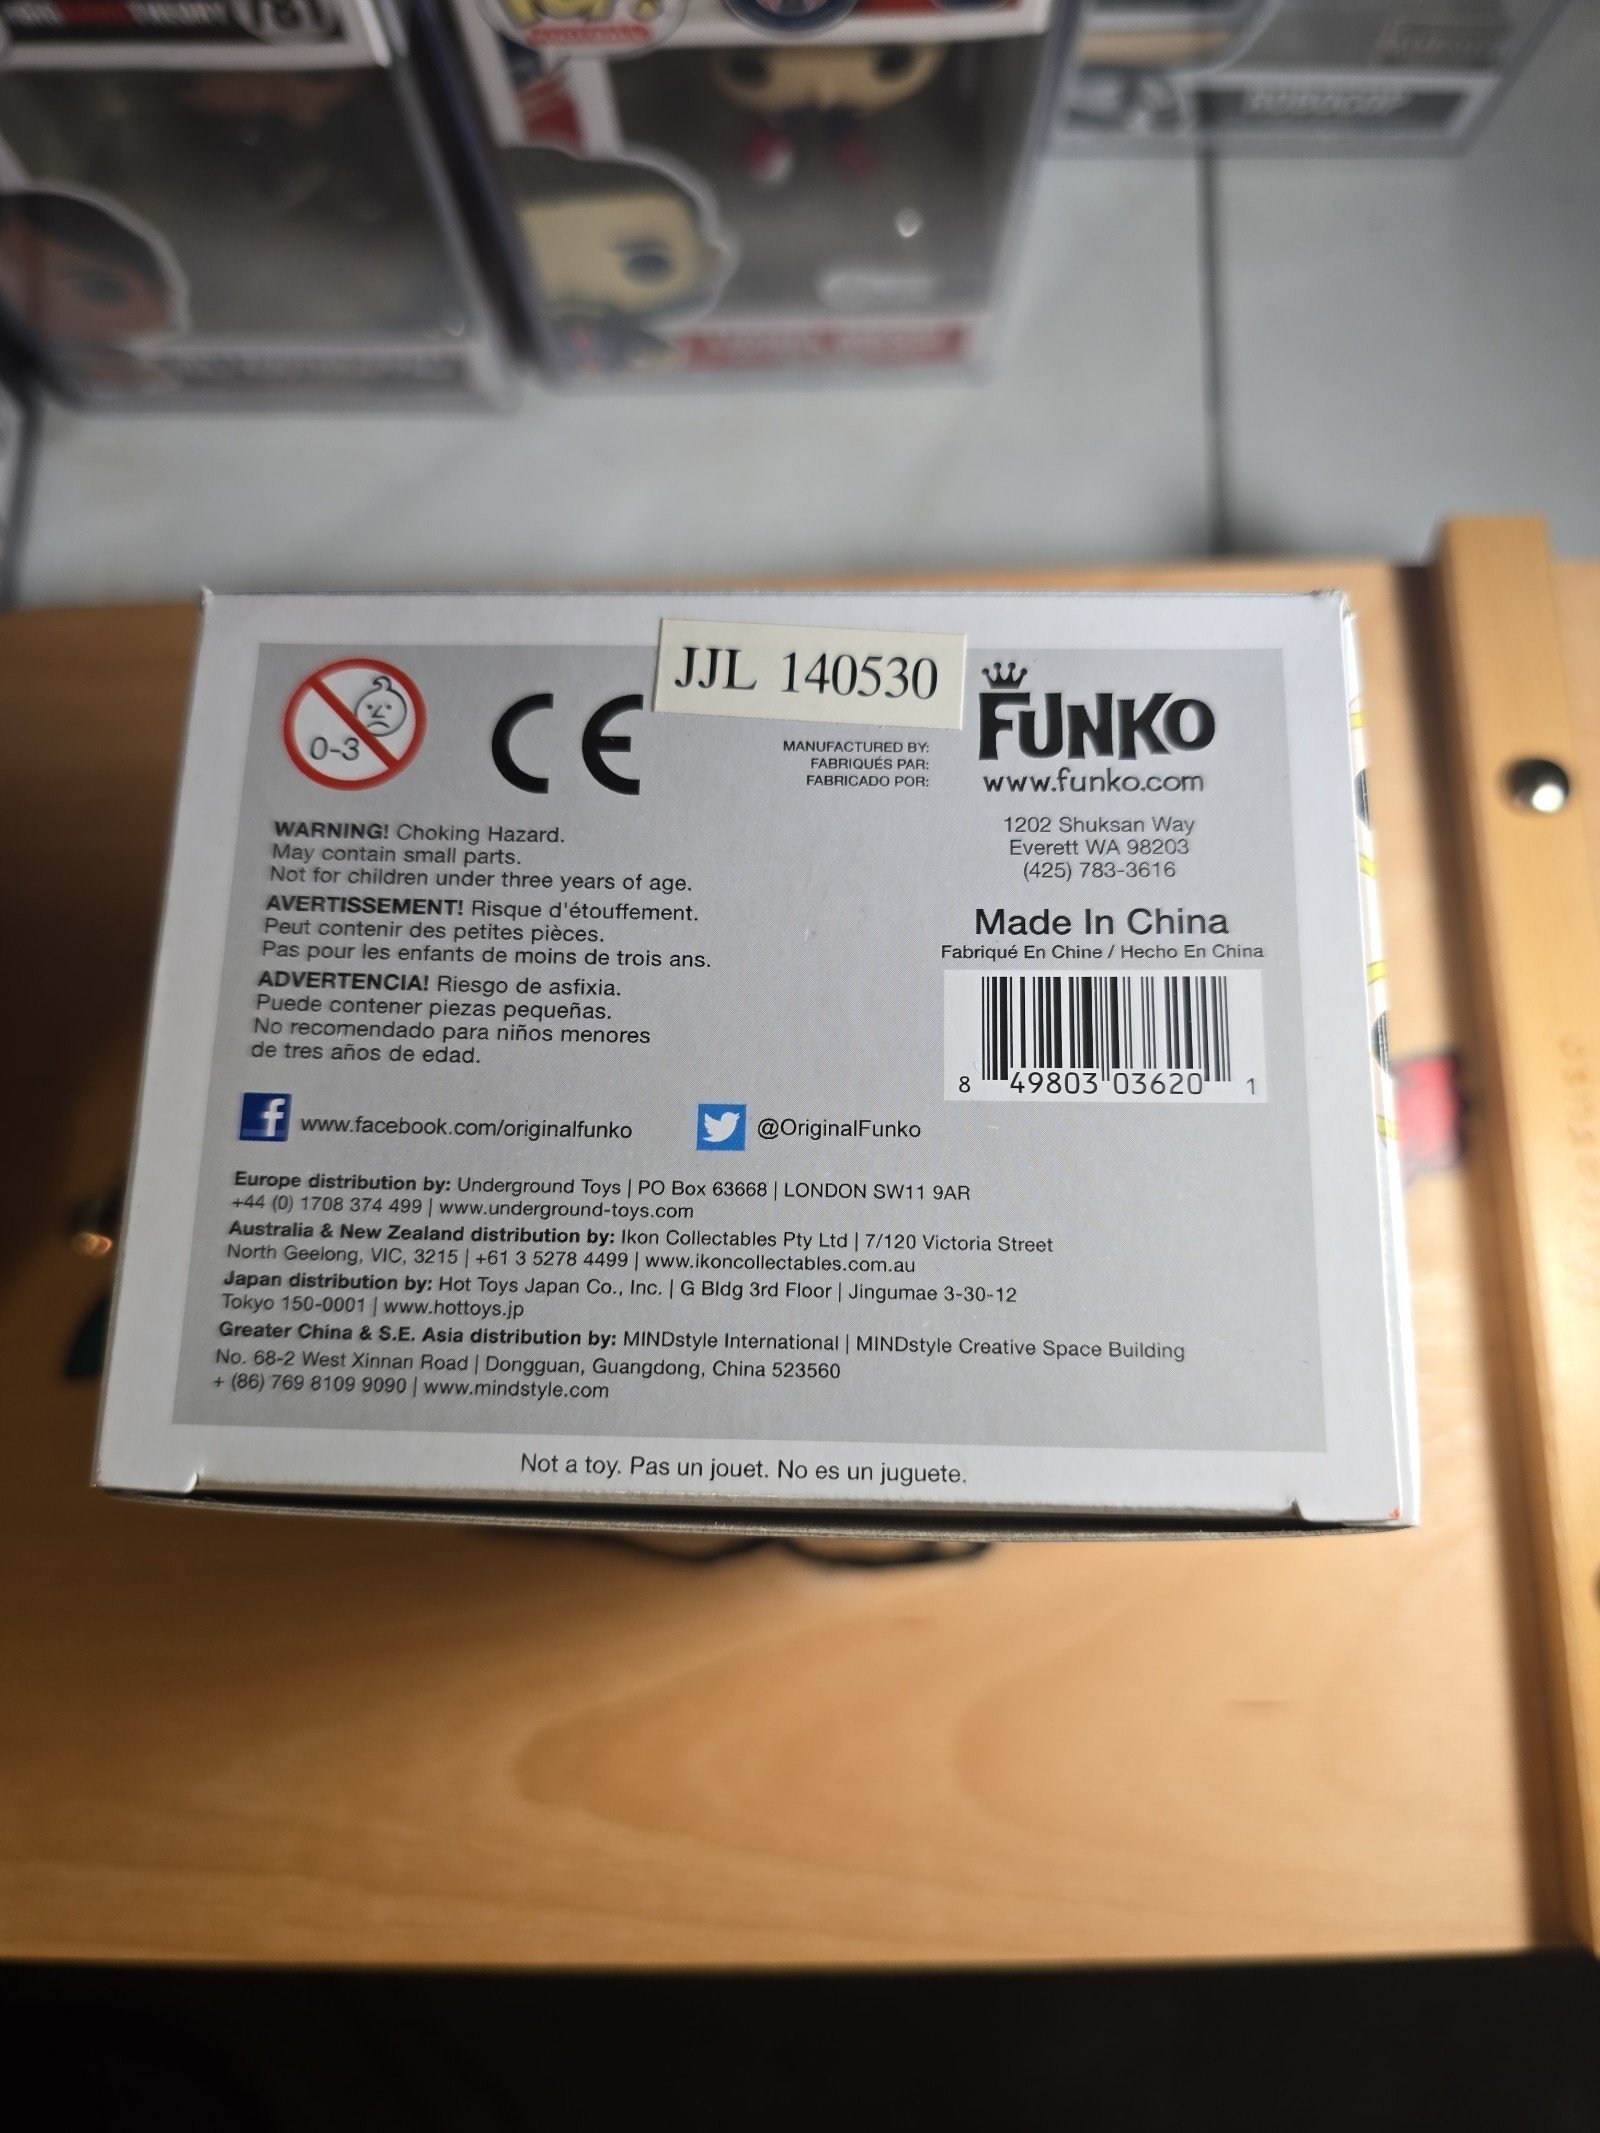 JJL 140530
0-3
CE
MANUFACTURED BY:
FABRIQUÉS PAR:
FABRICADO POR:
FUNKO
www.funko.com
1202 Shuksan Way
Everett WA 98203
(425) 783-3616
Made In China
Fabriqué En Chine / Hecho En China
8 49803 03620 1
WARNING! Choking Hazard.
May contain small parts.
Not for children under three years of age.
AVERTISSEMENT! Risque d'étouffement.
Peut contenir des petites pièces.
Pas pour les enfants de moins de trois ans.
ADVERTENCIA! Riesgo de asfixia.
Puede contener piezas pequeñas.
No recomendado para niños menores
de tres años de edad.
f www.facebook.com/originalfunko
@OriginalFunko
Europe distribution by: Underground Toys | PO Box 63668 | LONDON SW11 9AR
+44 (0) 1708 374 499 | www.underground-toys.com
Australia & New Zealand distribution by: Ikon Collectables Pty Ltd | 7/120 Victoria Street
North Geelong, VIC, 3215 | +61 3 5278 4499 | www.ikoncollectables.com.au
Japan distribution by: Hot Toys Japan Co., Inc. | G Bldg 3rd Floor | Jingumae 3-30-12
Tokyo 150-0001 | www.hottoys.jp
Greater China & S.E. Asia distribution by: MINDstyle International | MINDstyle Creative Space Building
No. 68-2 West Xinnan Road | Dongguan, Guangdong, China 523560
+ (86) 769 8109 9090 | www.mindstyle.com
Not a toy. Pas un jouet. No es un juguete.